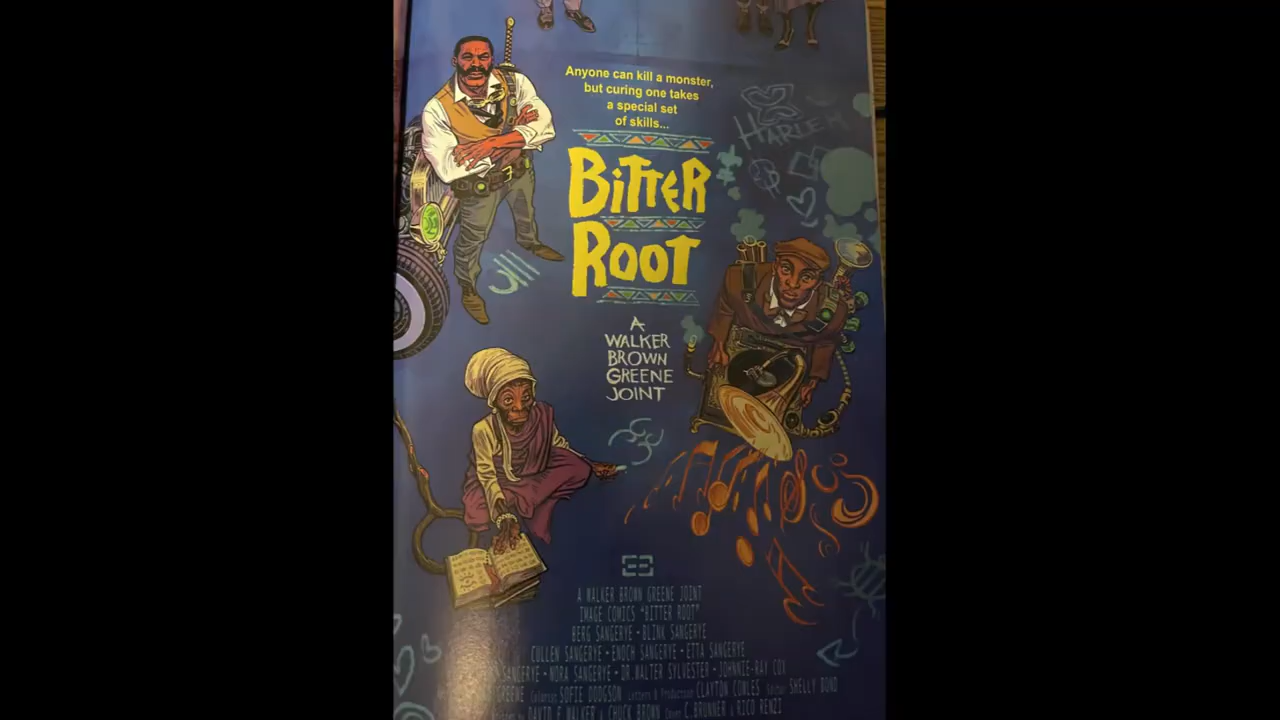 Anyone can kill a monster,
but curing one takes
a special set
of skills...
BITTER
ROOT
HARLEM
A
WALKER
BROWN
GREENE
JOINT
A WALKER BROWN GREENE JOINT
IMAGE COMICS "BITTER ROOT"
BERG SANGERYE • BLINK SANGERYE
CULLEN SANGERYE • ENOCH SANGERYE • ETTA SANGERYE
SANGERYE • NORA SANGERYE • DR. WALTER SYLVESTER • JOHNNIE-RAY COX
GREENE Colorist SOFIE DODGSON Letters & Production CLAYTON COWLES Editor SHELLY BOND
DAVID F. WALKER & CHUCK BROWN Cover C. BRUNNER & RICO RENZI